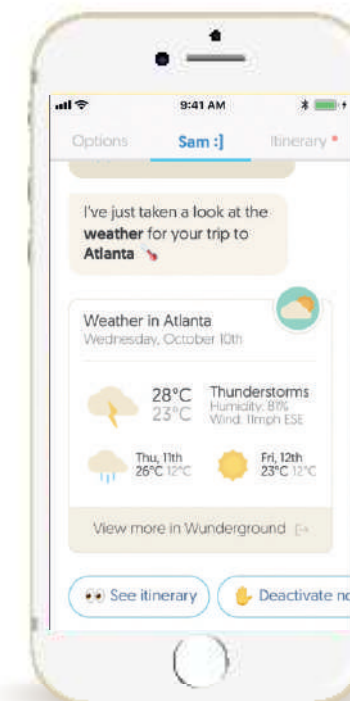 9:41 AM
Options Sam :] Itinerary
I've just taken a look at the
weather for your trip to
Atlanta
Weather in Atlanta
Wednesday, October 10th
28°C Thunderstorms
23°C Humidity: 81%
Wind: 11mph ESE
Thu, 11th Fri, 12th
26°C 12°C 23°C 12°C
View more in Wunderground
See itinerary Deactivate no